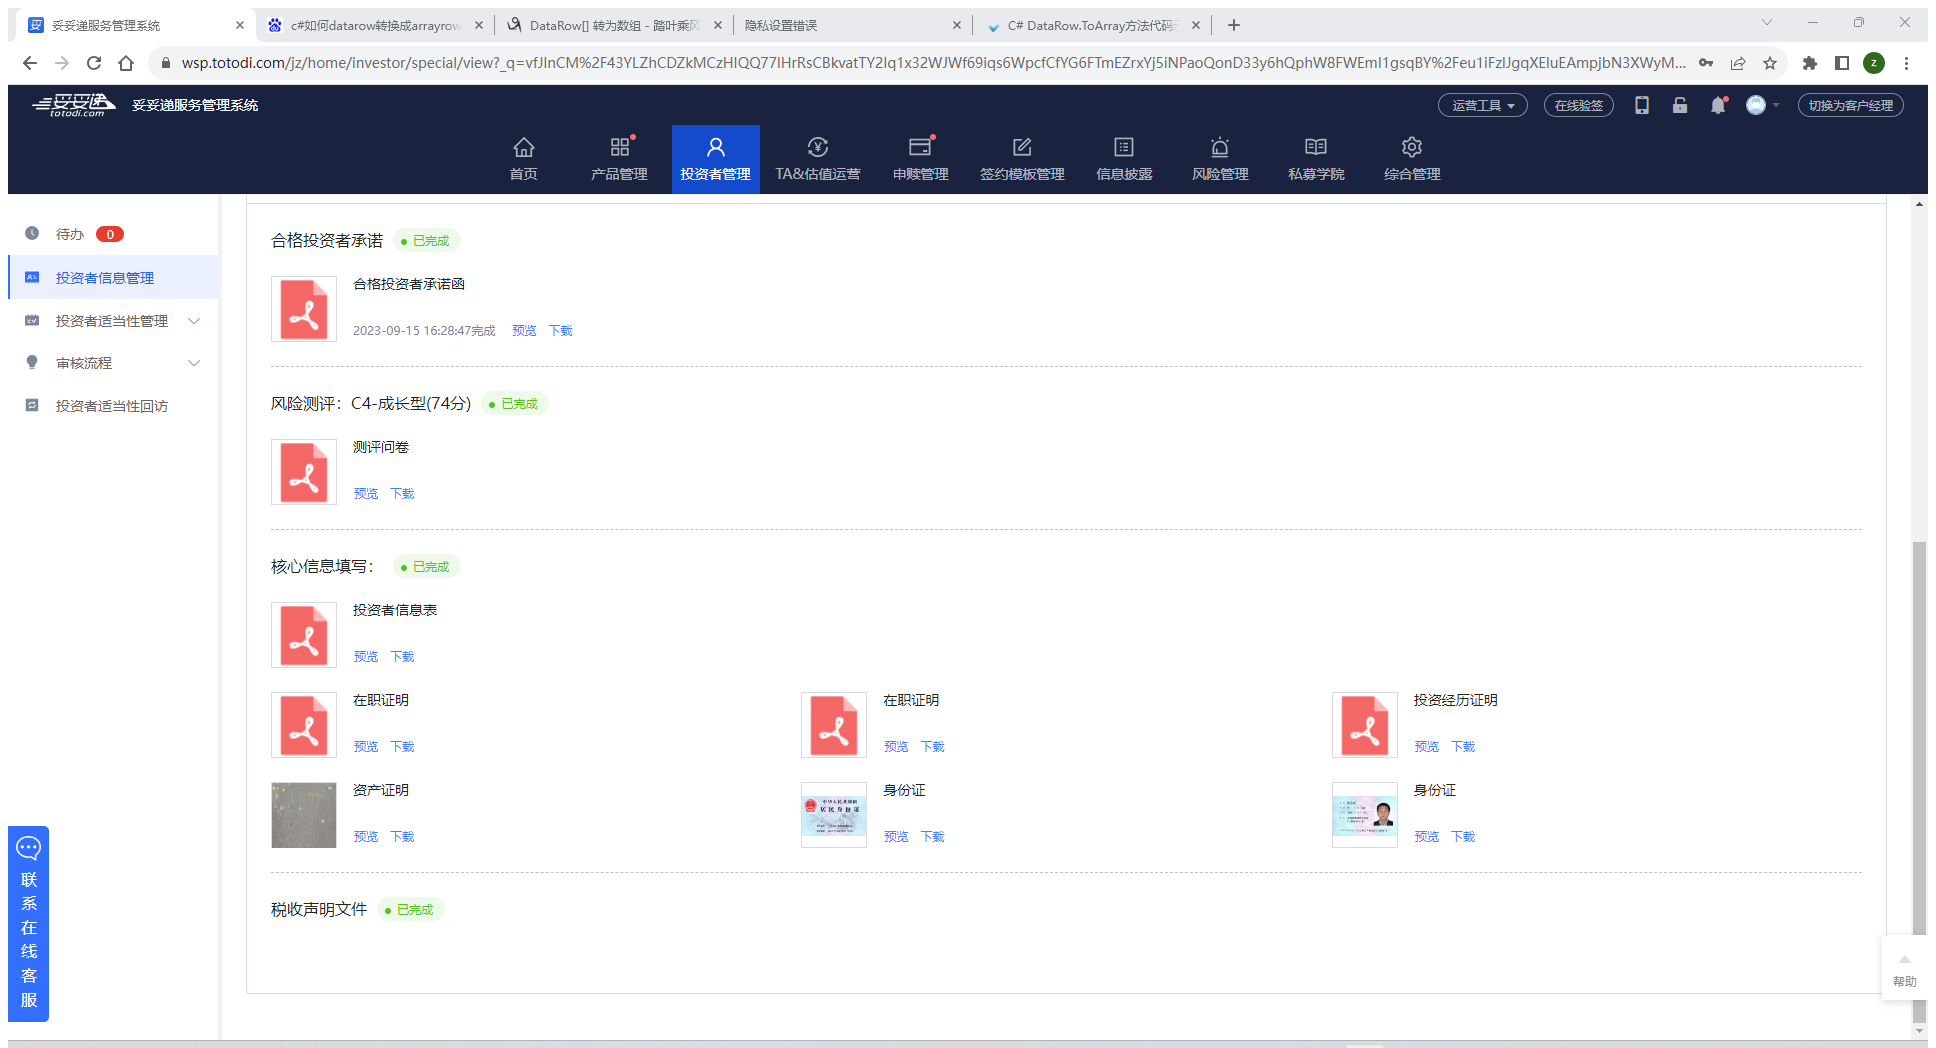 妥妥递服务管理系统
c#如何datarow转换成arrayrow
DataRow[] 转为数组 - 踏叶乘风
隐私设置错误
C# DataRow.ToArray方法代码示
wsp.totodi.com/jz/home/investor/special/view?_q=vfJInCM%2F43YLZhCDZkMCzHIQQ77IHrRsCBkvatTY2Iq1x32WJWf69iqs6WpcfCfYG6FTmEZrxYj5iNPaoQonD33y6hQphW8FWEmI1gsqBY%2Feu1iFzIJgqXEluEAmpjbN3XWyM...
z
妥妥递
totodi.com
妥妥递服务管理系统
运营工具
在线验签
切换为客户经理
首页
产品管理
投资者管理
TA&估值运营
申赎管理
签约模板管理
信息披露
风险管理
私募学院
综合管理
待办 0
投资者信息管理
投资者适当性管理
审核流程
投资者适当性回访
合格投资者承诺 已完成
合格投资者承诺函
2023-09-15 16:28:47完成 预览 下载
风险测评：C4-成长型(74分) 已完成
测评问卷
预览 下载
核心信息填写： 已完成
投资者信息表
预览 下载
在职证明
预览 下载
在职证明
预览 下载
投资经历证明
预览 下载
资产证明
预览 下载
中华人民共和国
居民身份证
身份证
预览 下载
身份证
预览 下载
税收声明文件 已完成
联系在线客服
帮助